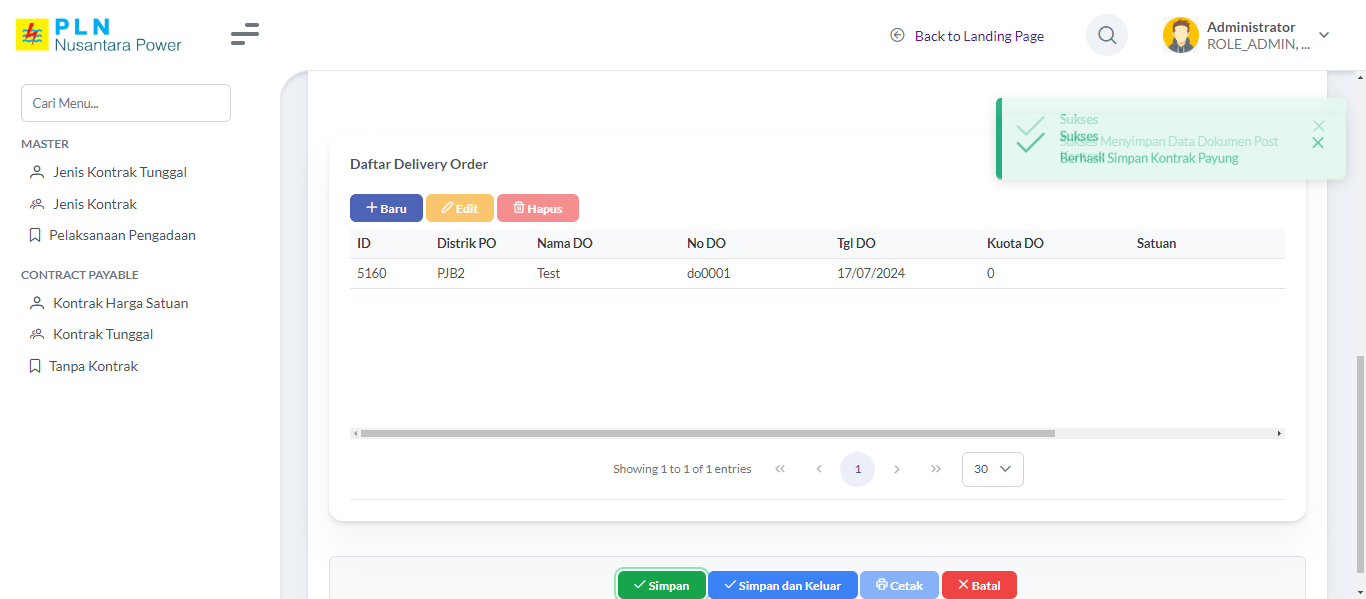 PLN
Nusantara Power
Back to Landing Page
Administrator
ROLE_ADMIN, ...
Cari Menu...
MASTER
Jenis Kontrak Tunggal
Jenis Kontrak
Pelaksanaan Pengadaan
CONTRACT PAYABLE
Kontrak Harga Satuan
Kontrak Tunggal
Tanpa Kontrak
Sukses
Sukses
Sukses Menyimpan Data Dokumen Post
Berhasil Simpan Kontrak Payung
Daftar Delivery Order
Baru Edit Hapus
ID Distrik PO Nama DO No DO Tgl DO Kuota DO Satuan
5160 PJB2 Test do0001 17/07/2024 0
Showing 1 to 1 of 1 entries « ‹ 1 › » 30
Simpan Simpan dan Keluar Cetak Batal